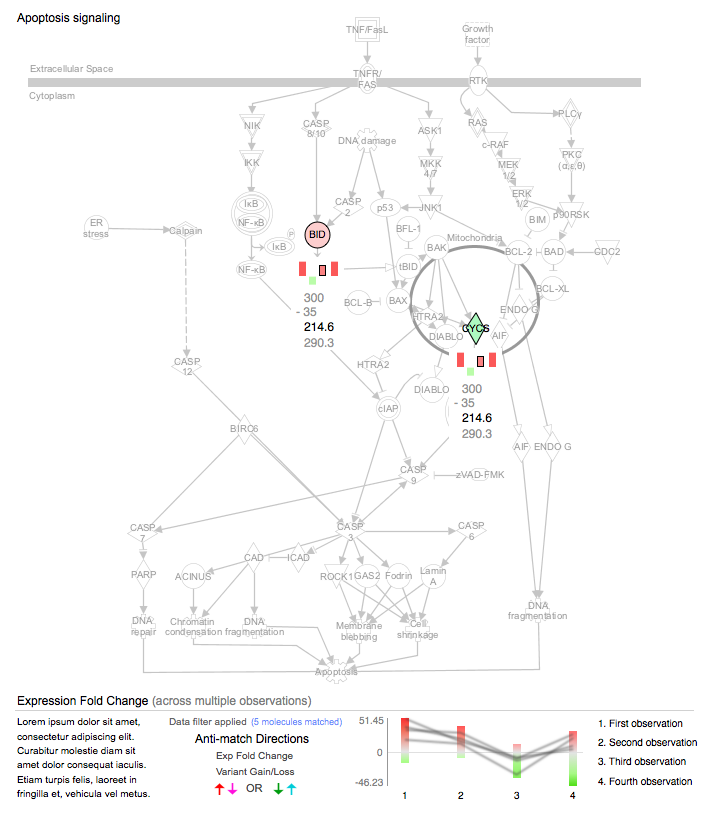 Apoptosis signaling
TNF/FasL
Growth
factor
Extracellular Space
TNFR/
FAS
RTK
Cytoplasm
NIK
CASP
8/10
DNA damage
ASK1
RAS
PLCγ
c-RAF
IKK
MKK
4/7
MEK
1/2
PKC
(α,ε,θ)
IκB
NF-κB
CASP
2
p53
JNK1
ERK
1/2
p90RSK
BIM
ER
stress
Calpain
BID
P
IκB
BFL-1
Mitochondria
BAK
BCL-2
BAD
CDC2
NF-κB
tBID
BCL-XL
BCL-B
BAX
HTRA2
ENDO G
CYCS
DIABLO
AIF
300
- 35
214.6
290.3
CASP
12
HTRA2
DIABLO
300
- 35
214.6
290.3
cIAP
BIRC6
AIF
ENDO G
CASP
9
zVAD-FMK
CASP
7
CASP
3
CASP
6
CAD
ICAD
PARP
ACINUS
ROCK1
GAS2
Fodrin
Lamin
A
DNA
repair
Chromatin
condensation
DNA
fragmentation
Membrane
blebbing
Cell
shrinkage
DNA
fragmentation
Apoptosis
Expression Fold Change (across multiple observations)
Lorem ipsum dolor sit amet,
consectetur adipiscing elit.
Curabitur molestie diam sit
amet dolor consequat iaculis.
Etiam turpis felis, laoreet in
fringilla et, vehicula vel metus.
Data filter applied (5 molecules matched)
Anti-match Directions
Exp Fold Change
Variant Gain/Loss
OR
51.45
0
-46.23
1 2 3 4
1. First observation
2. Second observation
3. Third observation
4. Fourth observation